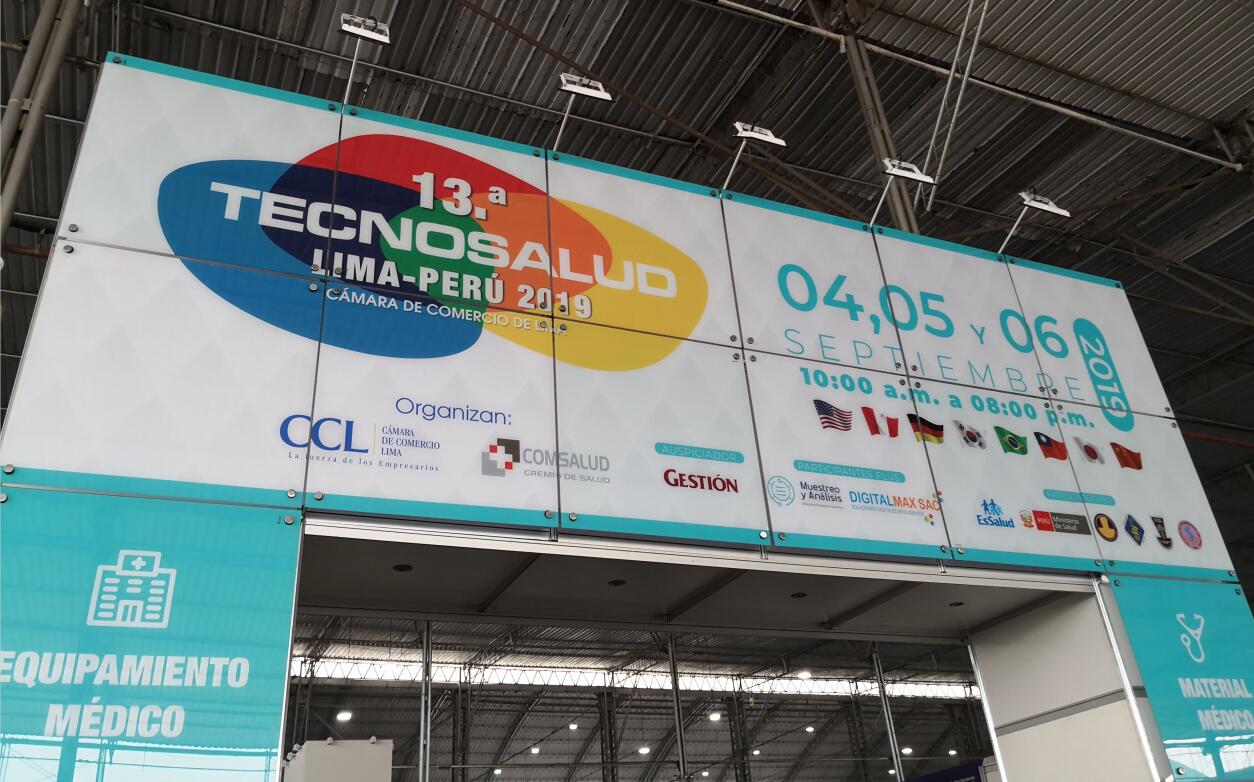 13.ª
TECNOSALUD
LIMA-PERÚ 2019
CÁMARA DE COMERCIO DE LIMA
04,05 Y 06
SEPTIEMBRE
2019
10:00 a.m. a 08:00 p.m.
Organizan:
CCL
CÁMARA
DE COMERCIO
LIMA
La fuerza de los Empresarios
COMSALUD
GREMIO DE SALUD
AUSPICIADOR
GESTIÓN
PARTICIPANTES PLUS
Muestreo
y Análisis
DIGITALMAX SAC
EsSalud
PERÚ
Ministerio
de Salud
EQUIPAMIENTO
MÉDICO
MATERIAL
MÉDICO